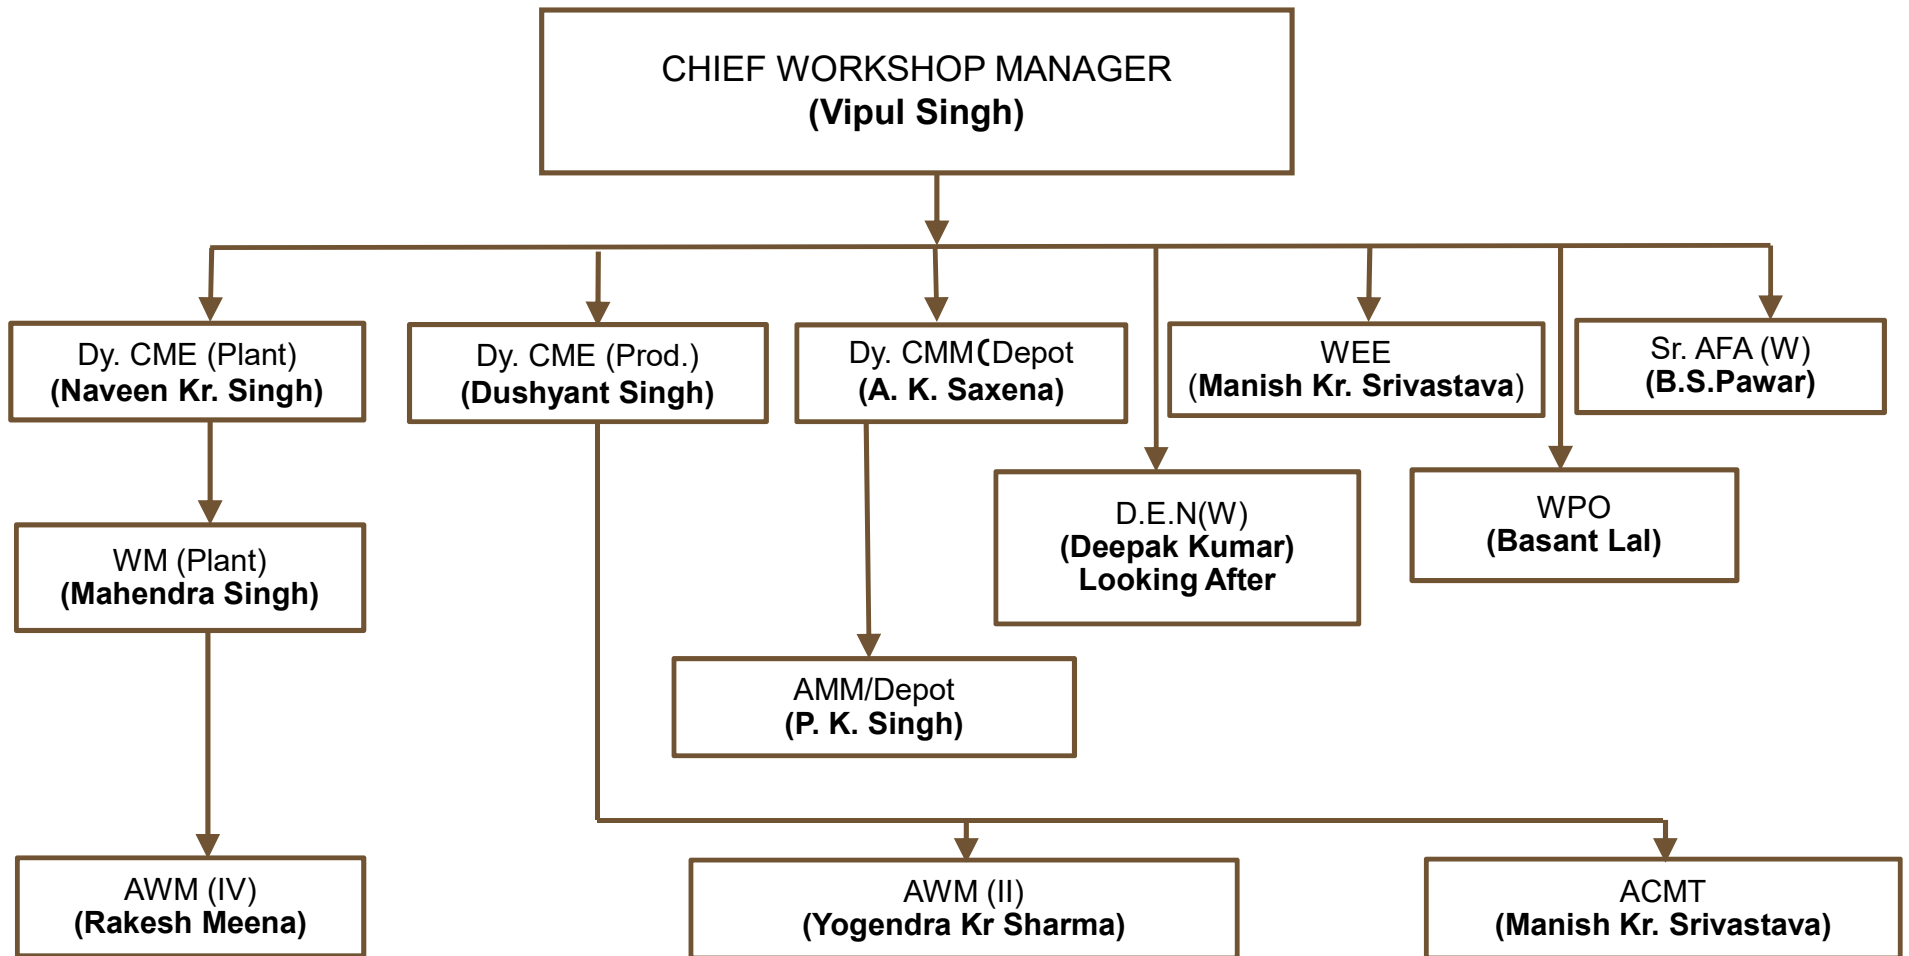 CHIEF WORKSHOP MANAGER
(Vipul Singh)
Dy. CME (Plant)
(Naveen Kr. Singh)
Dy. CME (Prod.)
(Dushyant Singh)
Dy. CMM(Depot
(A. K. Saxena)
WEE
(Manish Kr. Srivastava)
Sr. AFA (W)
(B.S.Pawar)
D.E.N(W)
(Deepak Kumar)
Looking After
WPO
(Basant Lal)
WM (Plant)
(Mahendra Singh)
AMM/Depot
(P. K. Singh)
AWM (IV)
(Rakesh Meena)
AWM (II)
(Yogendra Kr Sharma)
ACMT
(Manish Kr. Srivastava)